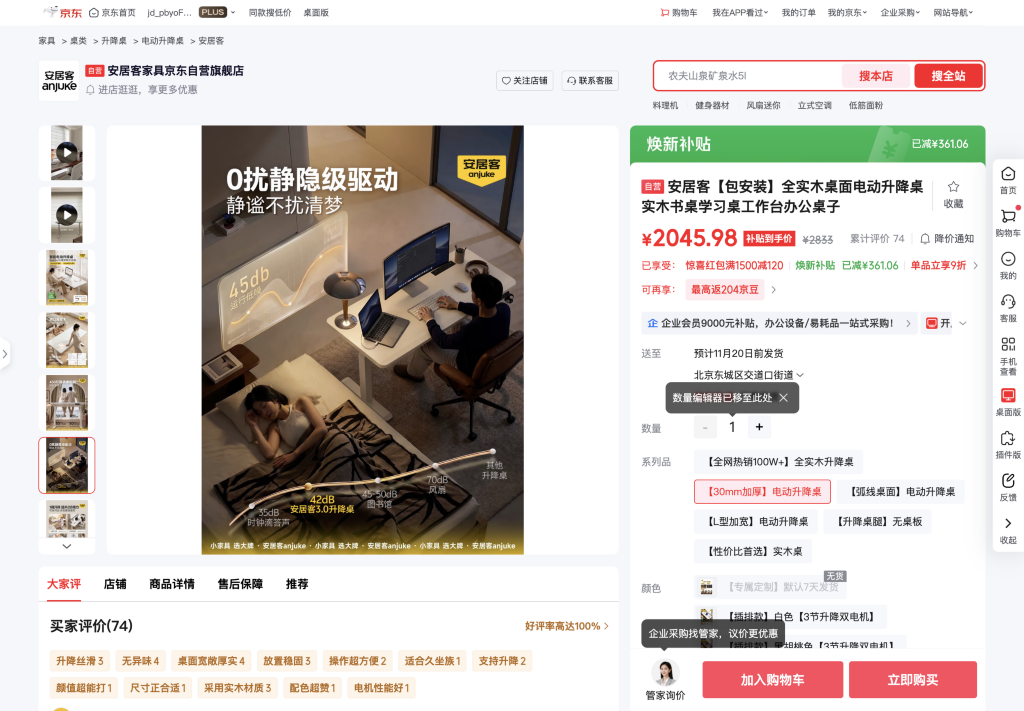 京东 京东首页 jd_pbyoF... PLUS 同款搜低价 桌面版 购物车 我在APP看过 我的订单 我的京东 企业采购 网站导航
家具 > 桌类 > 升降桌 > 电动升降桌 > 安居客
安居客 anjuke
自营 安居客家具京东自营旗舰店
进店逛逛，享更多优惠
关注店铺 联系客服
农夫山泉矿泉水5l 搜本店 搜全站
料理机 健身器材 风扇迷你 立式空调 低筋面粉
0扰静隐级驱动
静谧不扰清梦
安居客
anjuke
45db
运行低噪
35dB
时钟滴答声
42dB
安居客3.0升降桌
45-50dB
图书馆
70dB
风扇
其他
升降桌
小家具 选大牌 · 安居客anjuke · 小家具 选大牌 · 安居客anjuke · 小家具 选大牌 · 安居客anjuke
焕新补贴 已减¥361.06
自营 安居客【包安装】全实木桌面电动升降桌
实木书桌学习桌工作台办公桌子
收藏
¥2045.98 补贴到手价 ¥2833 累计评价 74 降价通知
已享受： 惊喜红包满1500减120 焕新补贴 已减¥361.06 单品立享9折
可再享： 最高返204京豆
企业会员9000元补贴，办公设备/易耗品一站式采购！ 开.
送至 预计11月20日前发货
北京东城区交道口街道
数量编辑器已移至此处
数量 - 1 +
系列品 【全网热销100W+】全实木升降桌
【30mm加厚】电动升降桌 【弧线桌面】电动升降桌
【L型加宽】电动升降桌 【升降桌腿】无桌板
【性价比首选】实木桌
颜色 【专属定制】默认7天发货 无货
【插排款】白色【3节升降双电机】
【插排款】黑胡桃色【3节升降双电机】
企业采购找管家，议价更优惠
管家询价 加入购物车 立即购买
首页
购物车
我的
客服
手机
查看
桌面版
插件版
反馈
收起
大家评 店铺 商品详情 售后保障 推荐
买家评价(74) 好评率高达100%
升降丝滑 3 无异味 4 桌面宽敞厚实 4 放置稳固 3 操作超方便 2 适合久坐族 1 支持升降 2
颜值超能打 1 尺寸正合适 1 采用实木材质 3 配色超赞 1 电机性能好 1